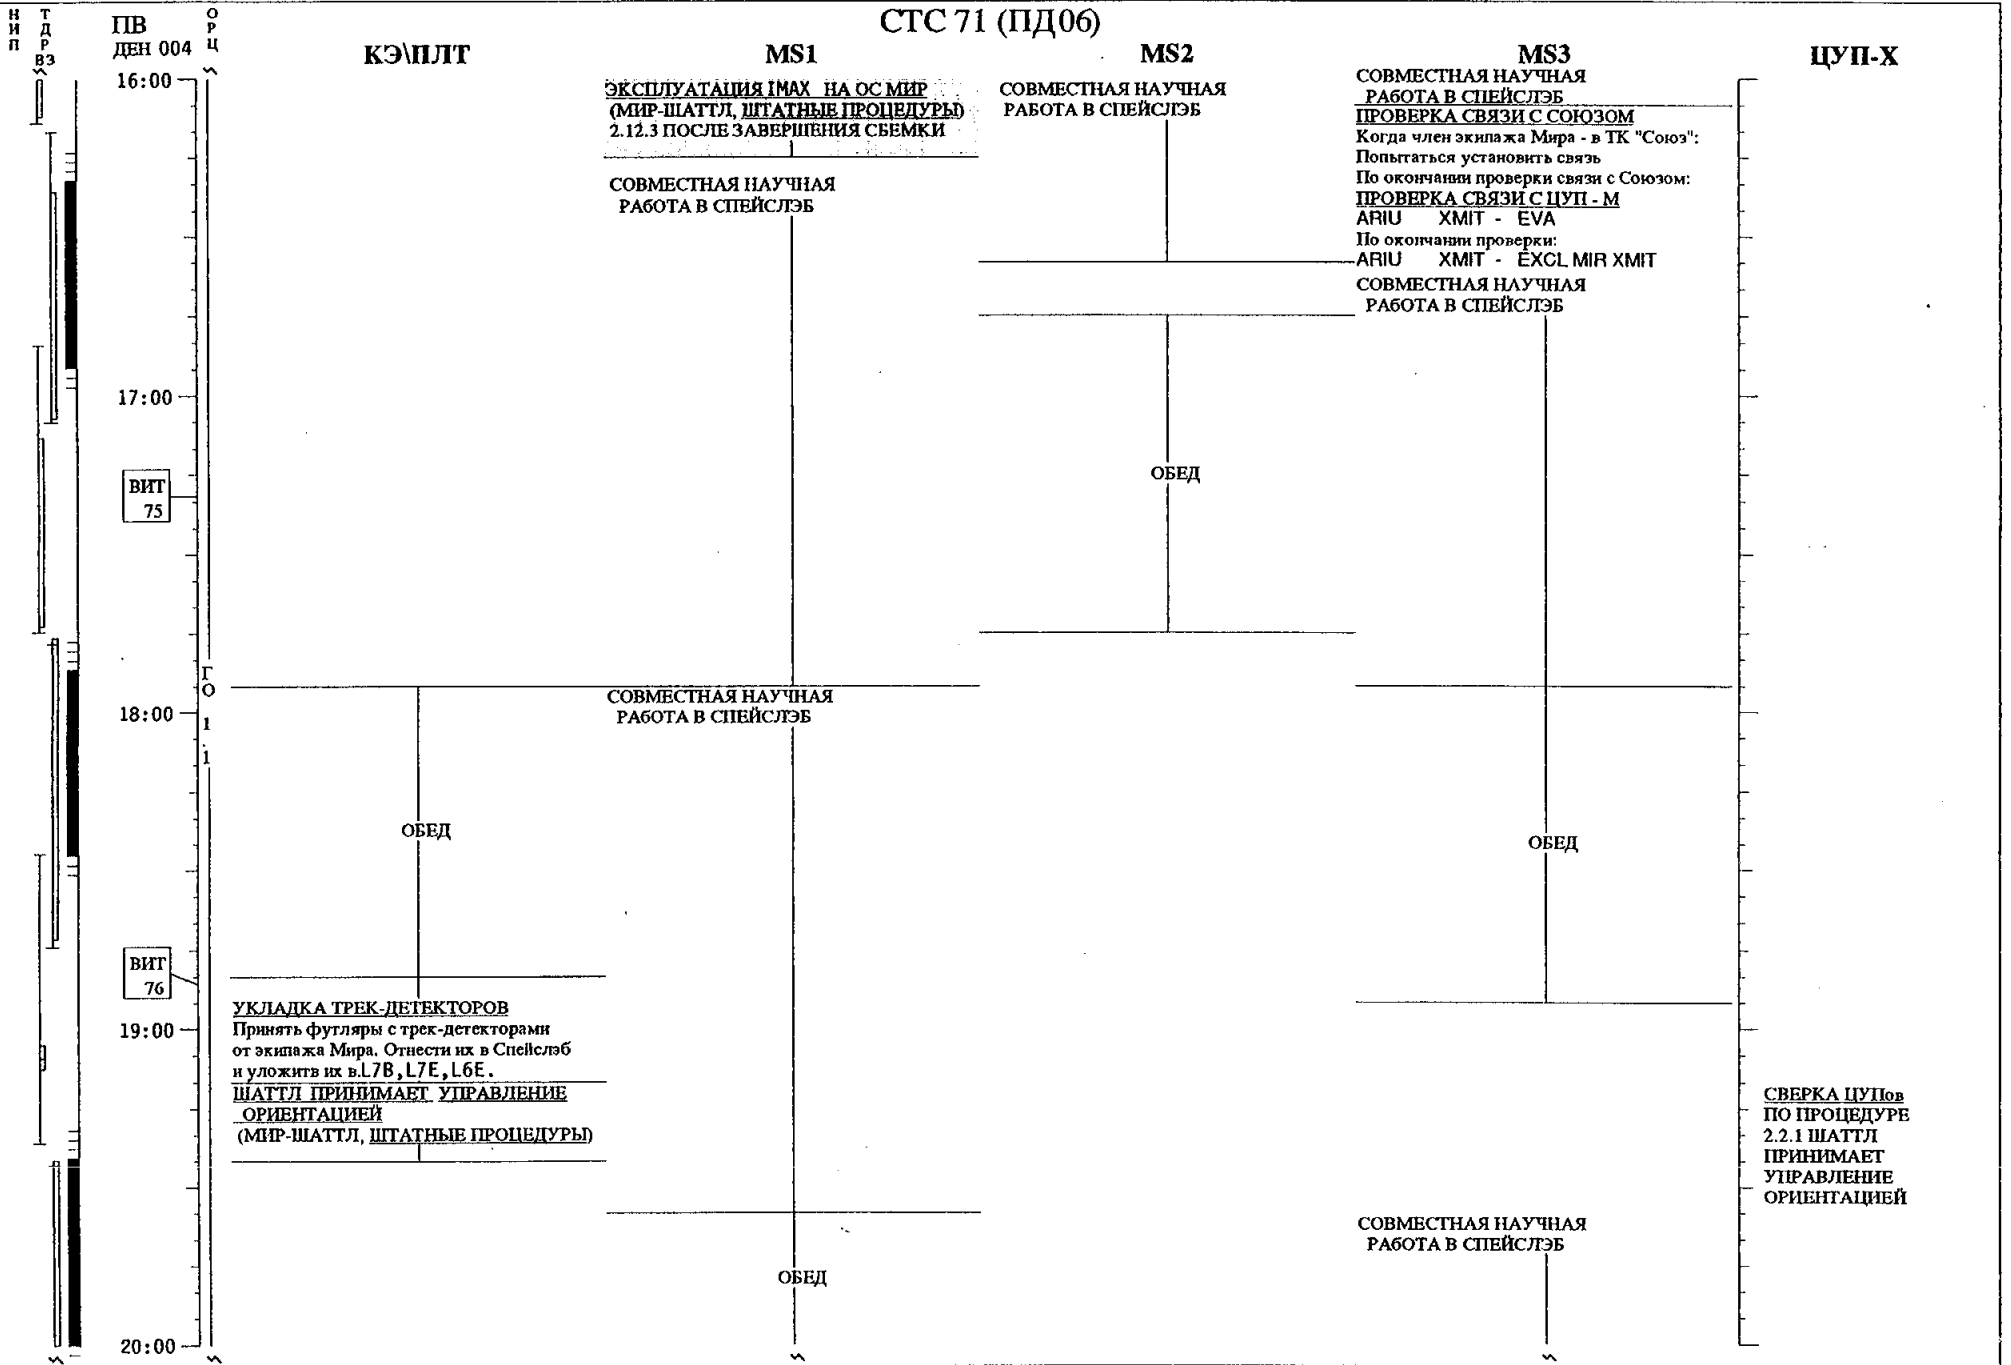 СТС 71 (ПД06)
НИП
ТДР
ВЗ
ПВ
ДЕН 004
ОРЦ
КЭ\ПЛТ
MS1
MS2
MS3
ЦУП-Х
16:00
17:00
18:00
19:00
20:00
ВИТ
75
ВИТ
76
ГО 1.1
ОБЕД
УКЛАДКА ТРЕК-ДЕТЕКТОРОВ
Принять футляры с трек-детекторами
от экипажа Мира. Отнести их в Спейслэб
и уложитв их в.L7B,L7E,L6E.
ШАТТЛ ПРИНИМАЕТ УПРАВЛЕНИЕ
ОРИЕНТАЦИЕЙ
(МИР-ШАТТЛ, ШТАТНЫЕ ПРОЦЕДУРЫ)
ЭКСПЛУАТАЦИЯ IMAX НА ОС МИР
(МИР-ШАТТЛ, ШТАТНЫЕ ПРОЦЕДУРЫ)
2.12.3 ПОСЛЕ ЗАВЕРШЕНИЯ СБЕМКИ
СОВМЕСТНАЯ НАУЧНАЯ
РАбОТА В СПЕЙСЛЭБ
СОВМЕСТНАЯ НАУЧНАЯ
РАбОТА В СПЕЙСЛЭБ
ОБЕД
СОВМЕСТНАЯ НАУЧНАЯ
РАбОТА В СПЕЙСЛЭБ
ОБЕД
СОВМЕСТНАЯ НАУЧНАЯ
РАбОТА В СПЕЙСЛЭБ
ПРОВЕРКА СВЯЗИ С СОЮЗОМ
Когда член экипажа Мира - в ТК "Союз":
Попытаться установить связь
По окончании проверки связи с Союзом:
ПРОВЕРКА СВЯЗИ С ЦУП - М
ARIU XMIT - EVA
По окончании проверки:
ARIU XMIT - EXCL MIR XMIT
СОВМЕСТНАЯ НАУЧНАЯ
РАбОТА В СПЕЙСЛЭБ
ОБЕД
СОВМЕСТНАЯ НАУЧНАЯ
РАбОТА В СПЕЙСЛЭБ
СВЕРКА ЦУПов
ПО ПРОЦЕДУРЕ
2.2.1 ШАТТЛ
ПРИНИМАЕТ
УПРАВЛЕНИЕ
ОРИЕНТАЦИЕЙ